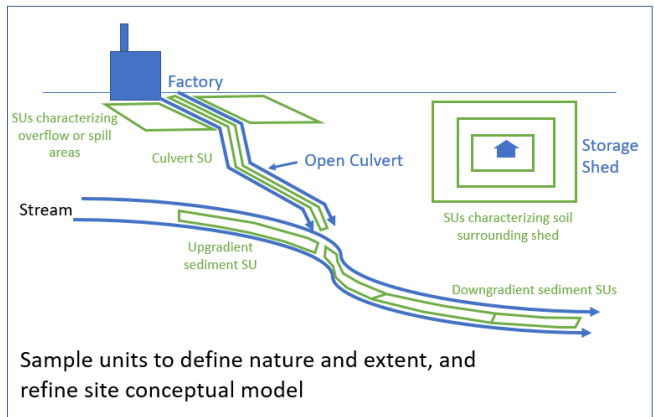 Factory
SUs characterizing
overflow or spill
areas
Culvert SU
Open Culvert
Storage
Shed
Stream
SUs characterizing soil
surrounding shed
Upgradient
sediment SU
Downgradient sediment SUs
Sample units to define nature and extent, and
refine site conceptual model